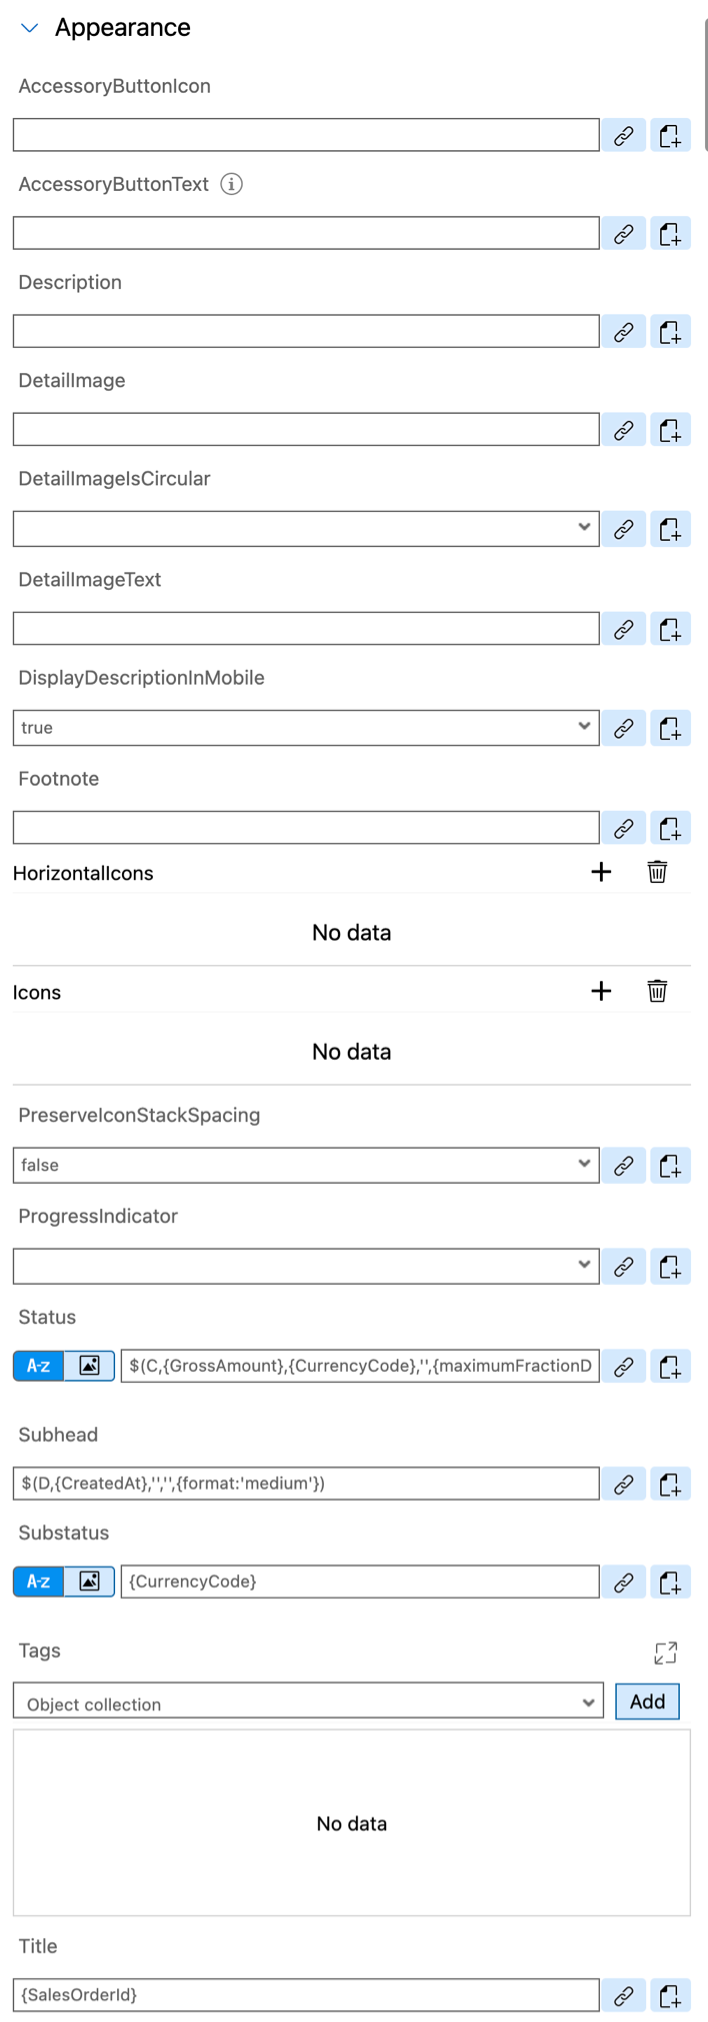 Appearance
AccessoryButtonIcon
AccessoryButtonText
Description
DetailImage
DetailImageIsCircular
DetailImageText
DisplayDescriptionInMobile
true
Footnote
HorizontalIcons
No data
Icons
No data
PreserveIconStackSpacing
false
ProgressIndicator
Status
A-z $(C,{GrossAmount},{CurrencyCode},'',{maximumFractionD
Subhead
$(D,{CreatedAt},'','',{format:'medium'})
Substatus
A-z {CurrencyCode}
Tags
Object collection Add
No data
Title
{SalesOrderId}